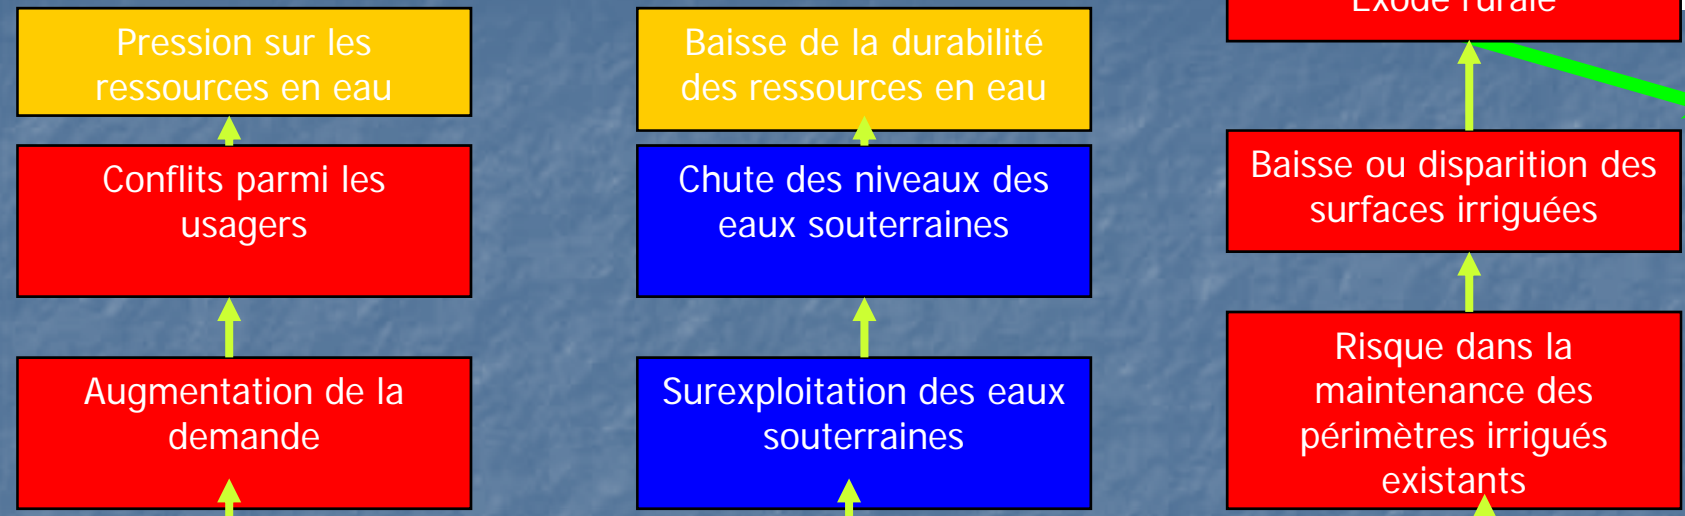 Pression sur les
ressources en eau
Conflits parmi les
usagers
Augmentation de la
demande
Baisse de la durabilité
des ressources en eau
Chute des niveaux des
eaux souterraines
Surexploitation des eaux
souterraines
Exode rurale
Baisse ou disparition des
surfaces irriguées
Risque dans la
maintenance des
périmètres irrigués
existants